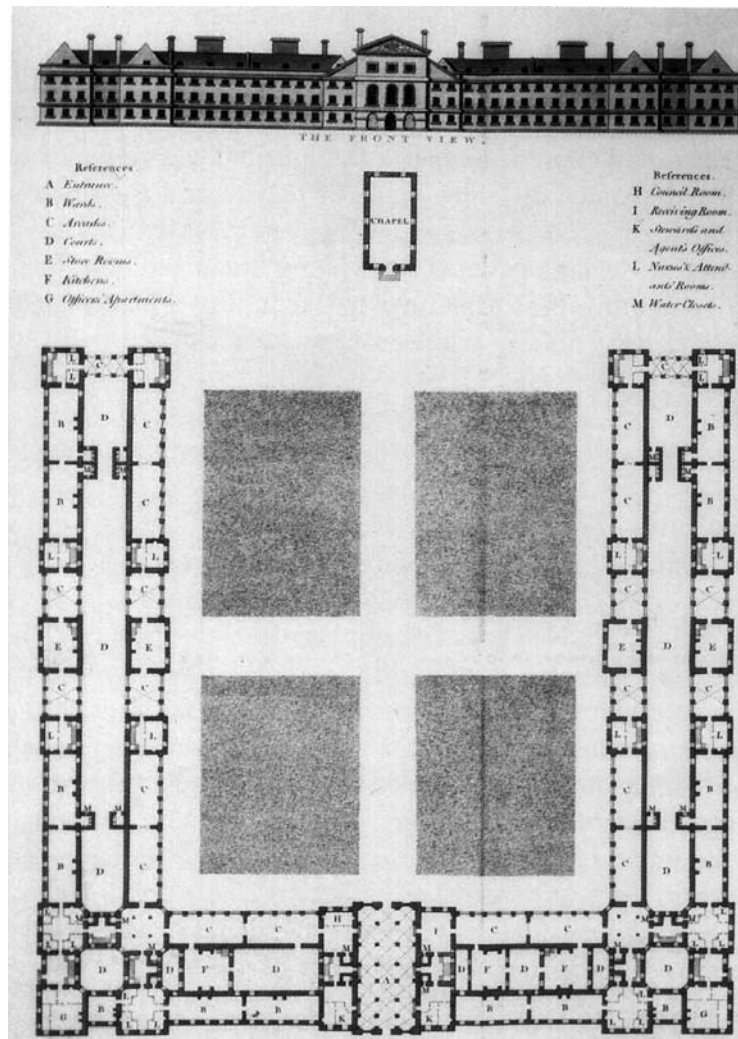 THE FRONT VIEW.
References.
A Entrance.
B Wards.
C Arcades.
D Courts.
E Store Rooms.
F Kitchens.
G Officers' Apartments.
CHAPEL
References.
H Council Room.
I Receiving Room.
K Stewards and
Agent's Offices.
L Nurses & Attend-
ants' Rooms.
M Water Closets.
L C L L C L
L L L L
B D C C D B
M M M M
B C C B
L L L L
C C C C
E D E E D E
C C C C
L L L L
B C C B
M M M M
B D C C D B
L M C C H I C C M L
L L M M M M L L
D D F D D F D F D D
M M
L A L
G B L B B K K B B L B G
L L L L